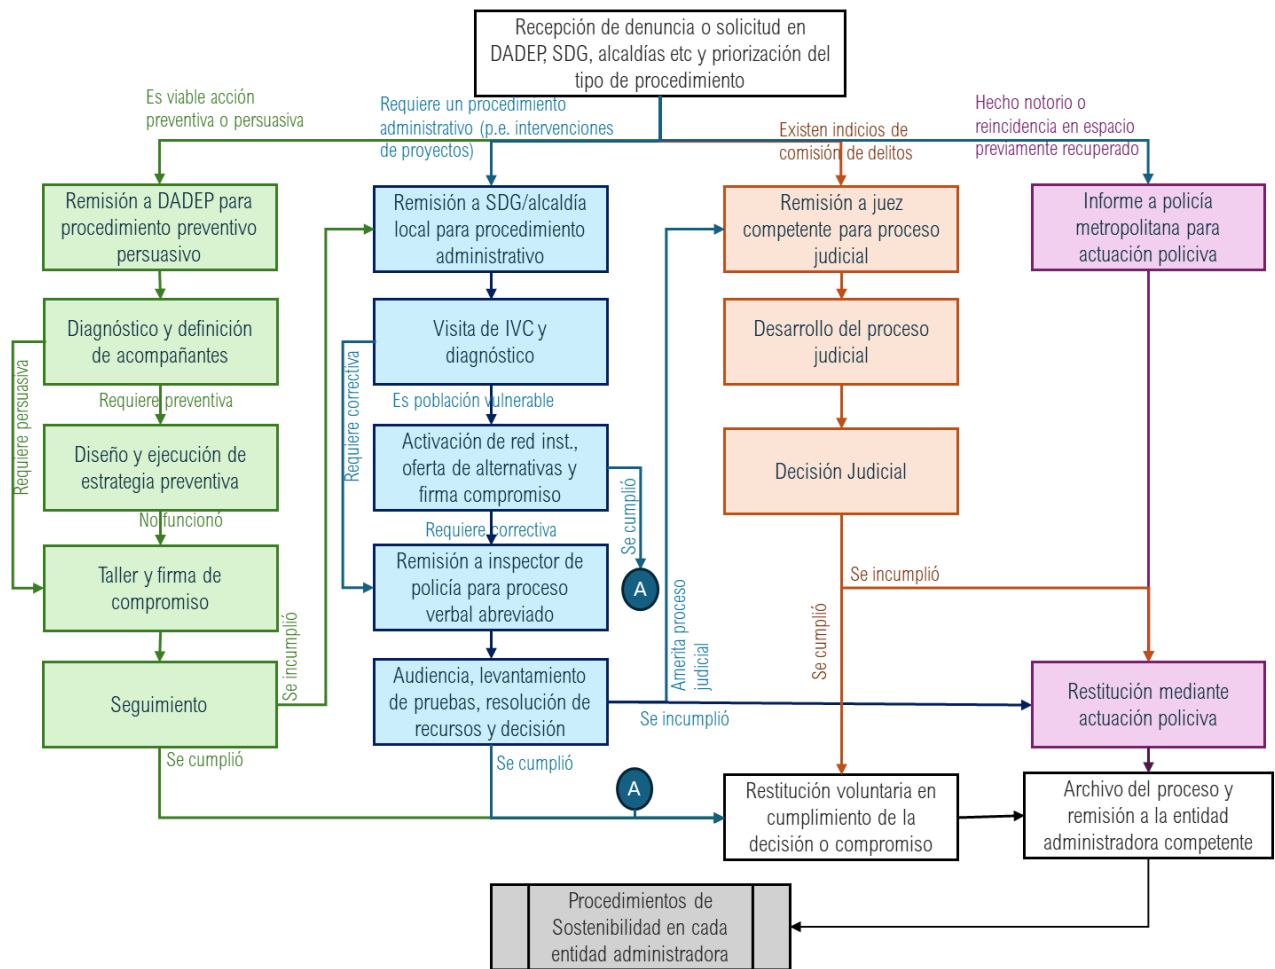 Recepción de denuncia o solicitud en
DADEP, SDG, alcaldías etc y priorización del
tipo de procedimiento
Es viable acción
preventiva o persuasiva
Requiere un procedimiento
administrativo (p.e. intervenciones
de proyectos)
Existen indicios de
comisión de delitos
Hecho notorio o
reincidencia en espacio
previamente recuperado
Remisión a DADEP para
procedimiento preventivo
persuasivo
Remisión a SDG/alcaldía
local para procedimiento
administrativo
Remisión a juez
competente para proceso
judicial
Informe a policía
metropolitana para
actuación policiva
Diagnóstico y definición
de acompañantes
Visita de IVC y
diagnóstico
Desarrollo del proceso
judicial
Requiere persuasiva
Requiere preventiva
Requiere correctiva
Es población vulnerable
Diseño y ejecución de
estrategia preventiva
Activación de red inst.,
oferta de alternativas y
firma compromiso
Decisión Judicial
No funcionó
Requiere correctiva
Se cumplió
A
Taller y firma de
compromiso
Remisión a inspector de
policía para proceso
verbal abreviado
Se incumplió
Se incumplió
Amerita proceso
judicial
Se cumplió
Seguimiento
Audiencia, levantamiento
de pruebas, resolución de
recursos y decisión
Se incumplió
Restitución mediante
actuación policiva
Se cumplió
Se cumplió
A
Restitución voluntaria en
cumplimiento de la
decisión o compromiso
Archivo del proceso y
remisión a la entidad
administradora competente
Procedimientos de
Sostenibilidad en cada
entidad administradora